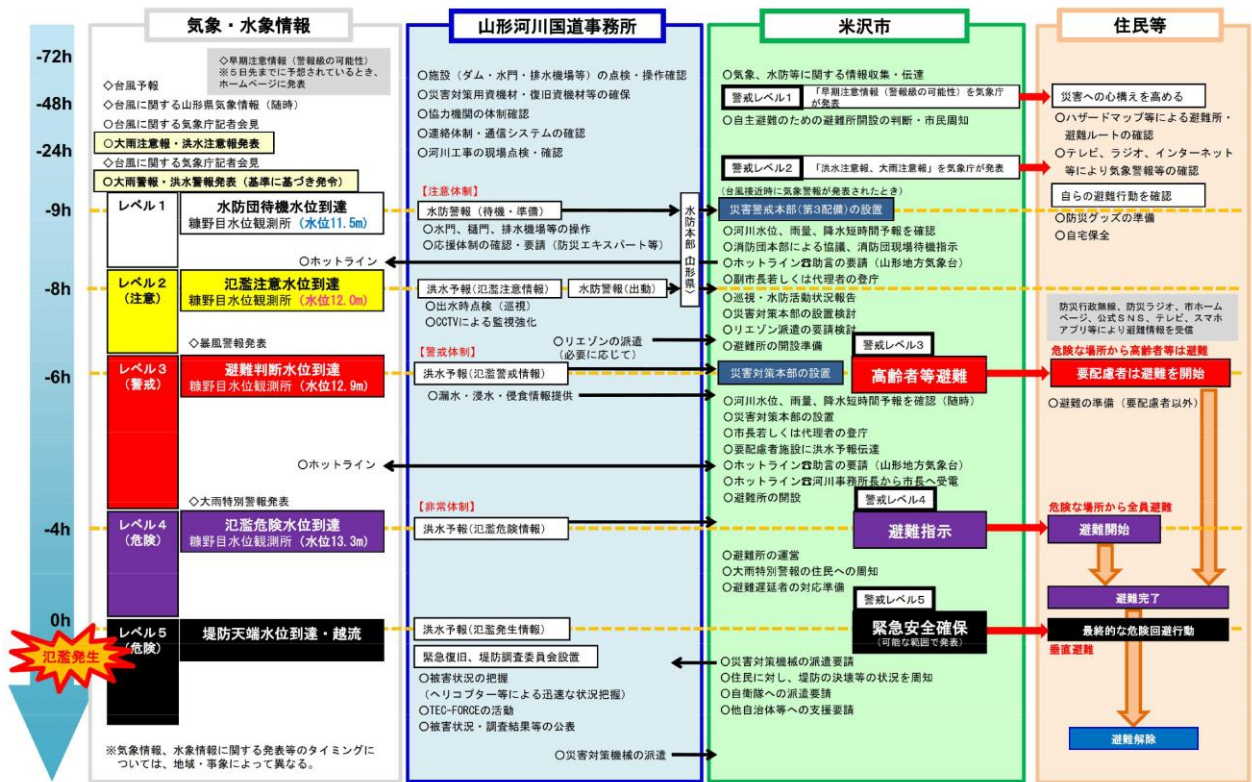 気象・水象情報
山形河川国道事務所
米沢市
住民等
-72h
-48h
-24h
-9h
-8h
-6h
-4h
0h
氾濫発生
◇早期注意情報（警報級の可能性）
※５日先までに予想されているとき、
ホームページに発表
◇台風予報
◇台風に関する山形県気象情報（随時）
○台風に関する気象庁記者会見
○大雨注意報・洪水注意報発表
◇台風に関する気象庁記者会見
○大雨警報・洪水警報発表（基準に基づき発令）
レベル１
水防団待機水位到達
糠野目水位観測所（水位11.5m）
○ホットライン
レベル２
（注意）
氾濫注意水位到達
糠野目水位観測所（水位12.0m）
◇暴風警報発表
レベル３
（警戒）
避難判断水位到達
糠野目水位観測所（水位12.9m）
○ホットライン
◇大雨特別警報発表
レベル４
（危険）
氾濫危険水位到達
糠野目水位観測所（水位13.3m）
レベル５
（危険）
堤防天端水位到達・越流
※気象情報、水象情報に関する発表等のタイミングに
ついては、地域・事象によって異なる。
○施設（ダム・水門・排水機場等）の点検・操作確認
○災害対策用資機材・復旧資機材等の確保
○協力機関の体制確認
○連絡体制・通信システムの確認
○河川工事の現場点検・確認
【注意体制】
水防警報（待機・準備）
○水門、樋門、排水機場等の操作
○応援体制の確認・要請（防災エキスパート等）
水防本部（山形県）
洪水予報（氾濫注意情報）
水防警報（出動）
○出水時点検（巡視）
○CCTVによる監視強化
○リエゾンの派遣
（必要に応じて）
【警戒体制】
洪水予報（氾濫警戒情報）
○漏水・浸水・侵食情報提供
【非常体制】
洪水予報（氾濫危険情報）
洪水予報（氾濫発生情報）
緊急復旧、堤防調査委員会設置
○被害状況の把握
（ヘリコプター等による迅速な状況把握）
○TEC-FORCEの活動
○被害状況・調査結果等の公表
○災害対策機械の派遣
○気象、水防等に関する情報収集・伝達
警戒レベル1
「早期注意情報（警報級の可能性）を気象庁
が発表
○自主避難のための避難所開設の判断・市民周知
警戒レベル2
「洪水注意報、大雨注意報」を気象庁が発表
（台風接近時に気象警報が発表されたとき）
災害警戒本部（第3配備）の設置
○河川水位、雨量、降水短時間予報を確認
○消防団本部による協議、消防団現場待機指示
○ホットライン☎助言の要請（山形地方気象台）
○副市長若しくは代理者の登庁
○巡視・水防活動状況報告
○災害対策本部の設置検討
○リエゾン派遣の要請検討
○避難所の開設準備
警戒レベル3
災害対策本部の設置
高齢者等避難
○河川水位、雨量、降水短時間予報を確認（随時）
○災害対策本部の設置
○市長若しくは代理者の登庁
○要配慮者施設に洪水予報伝達
○ホットライン☎助言の要請（山形地方気象台）
○ホットライン☎河川事務所長から市長へ受電
○避難所の開設
警戒レベル4
避難指示
○避難所の運営
○大雨特別警報の住民への周知
○避難遅延者の対応準備
警戒レベル5
緊急安全確保
（可能な範囲で発表）
○災害対策機械の派遣要請
○住民に対し、堤防の決壊等の状況を周知
○自衛隊への派遣要請
○他自治体等への支援要請
災害への心構えを高める
○ハザードマップ等による避難所・
避難ルートの確認
○テレビ、ラジオ、インターネット
等により気象警報等の確認
自らの避難行動を確認
○防災グッズの準備
○自宅保全
防災行政無線、防災ラジオ、市ホーム
ページ、公式ＳＮＳ、テレビ、スマホ
アプリ等により避難情報を受信
危険な場所から高齢者等は避難
要配慮者は避難を開始
○避難の準備（要配慮者以外）
危険な場所から全員避難
避難開始
避難完了
最終的な危険回避行動
垂直避難
避難解除